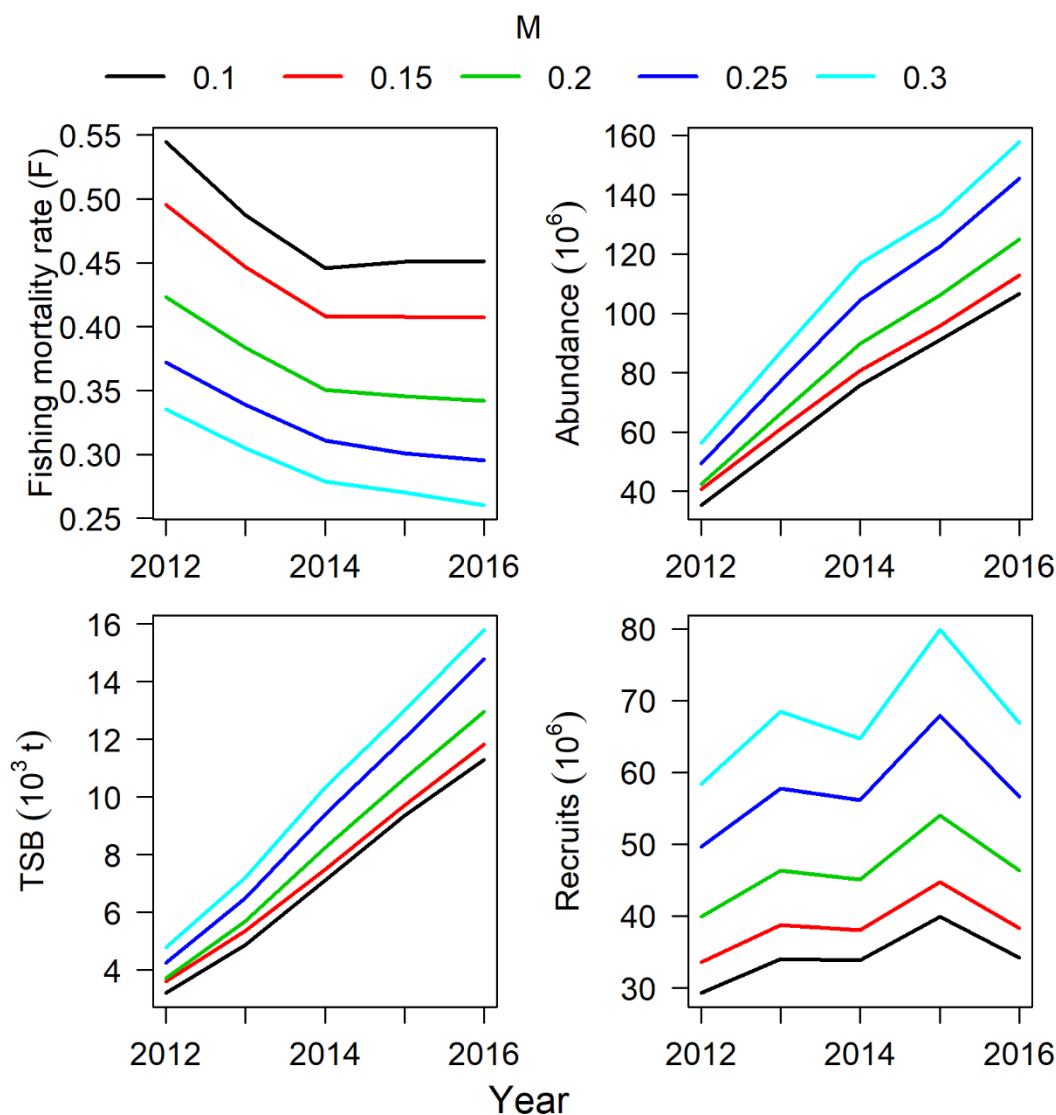 M
0.1 0.15 0.2 0.25 0.3
Fishing mortality rate (F)
0.55
0.50
0.45
0.40
0.35
0.30
0.25
2012 2014 2016
Abundance (10⁶)
160
140
120
100
80
60
40
2012 2014 2016
TSB (10³ t)
16
14
12
10
8
6
4
2012 2014 2016
Recruits (10⁶)
80
70
60
50
40
30
2012 2014 2016
Year